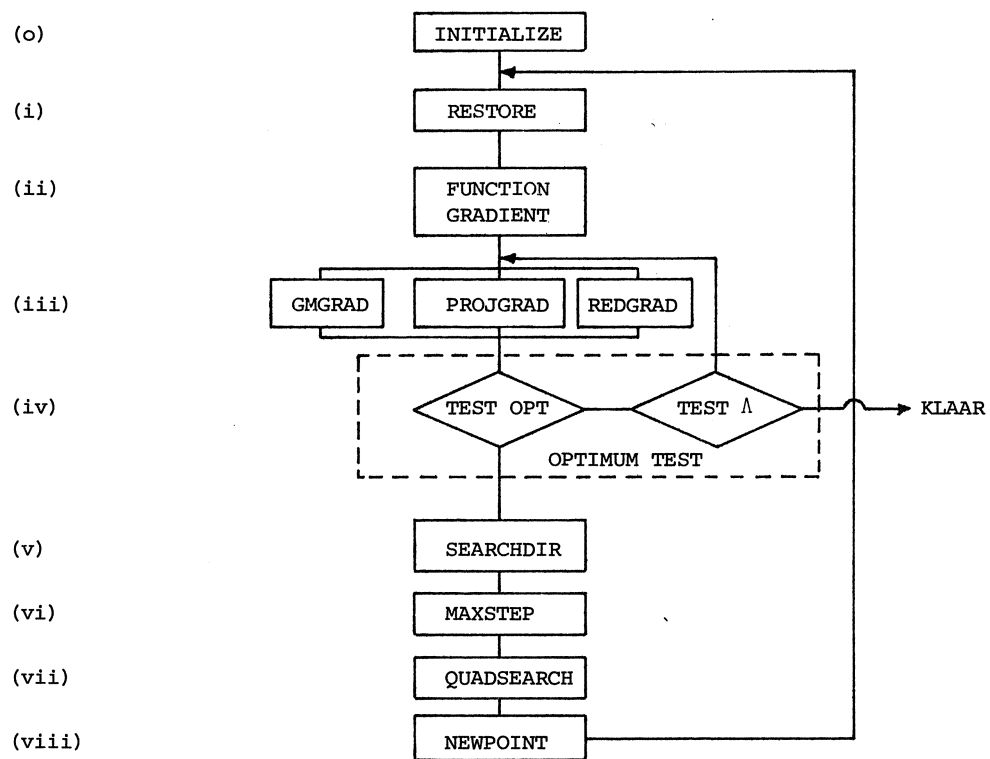 (o) INITIALIZE
(i) RESTORE
(ii) FUNCTION
GRADIENT
(iii) GMGRAD PROJGRAD REDGRAD
(iv) TEST OPT TEST Λ KLAAR
OPTIMUM TEST
(v) SEARCHDIR
(vi) MAXSTEP
(vii) QUADSEARCH
(viii) NEWPOINT